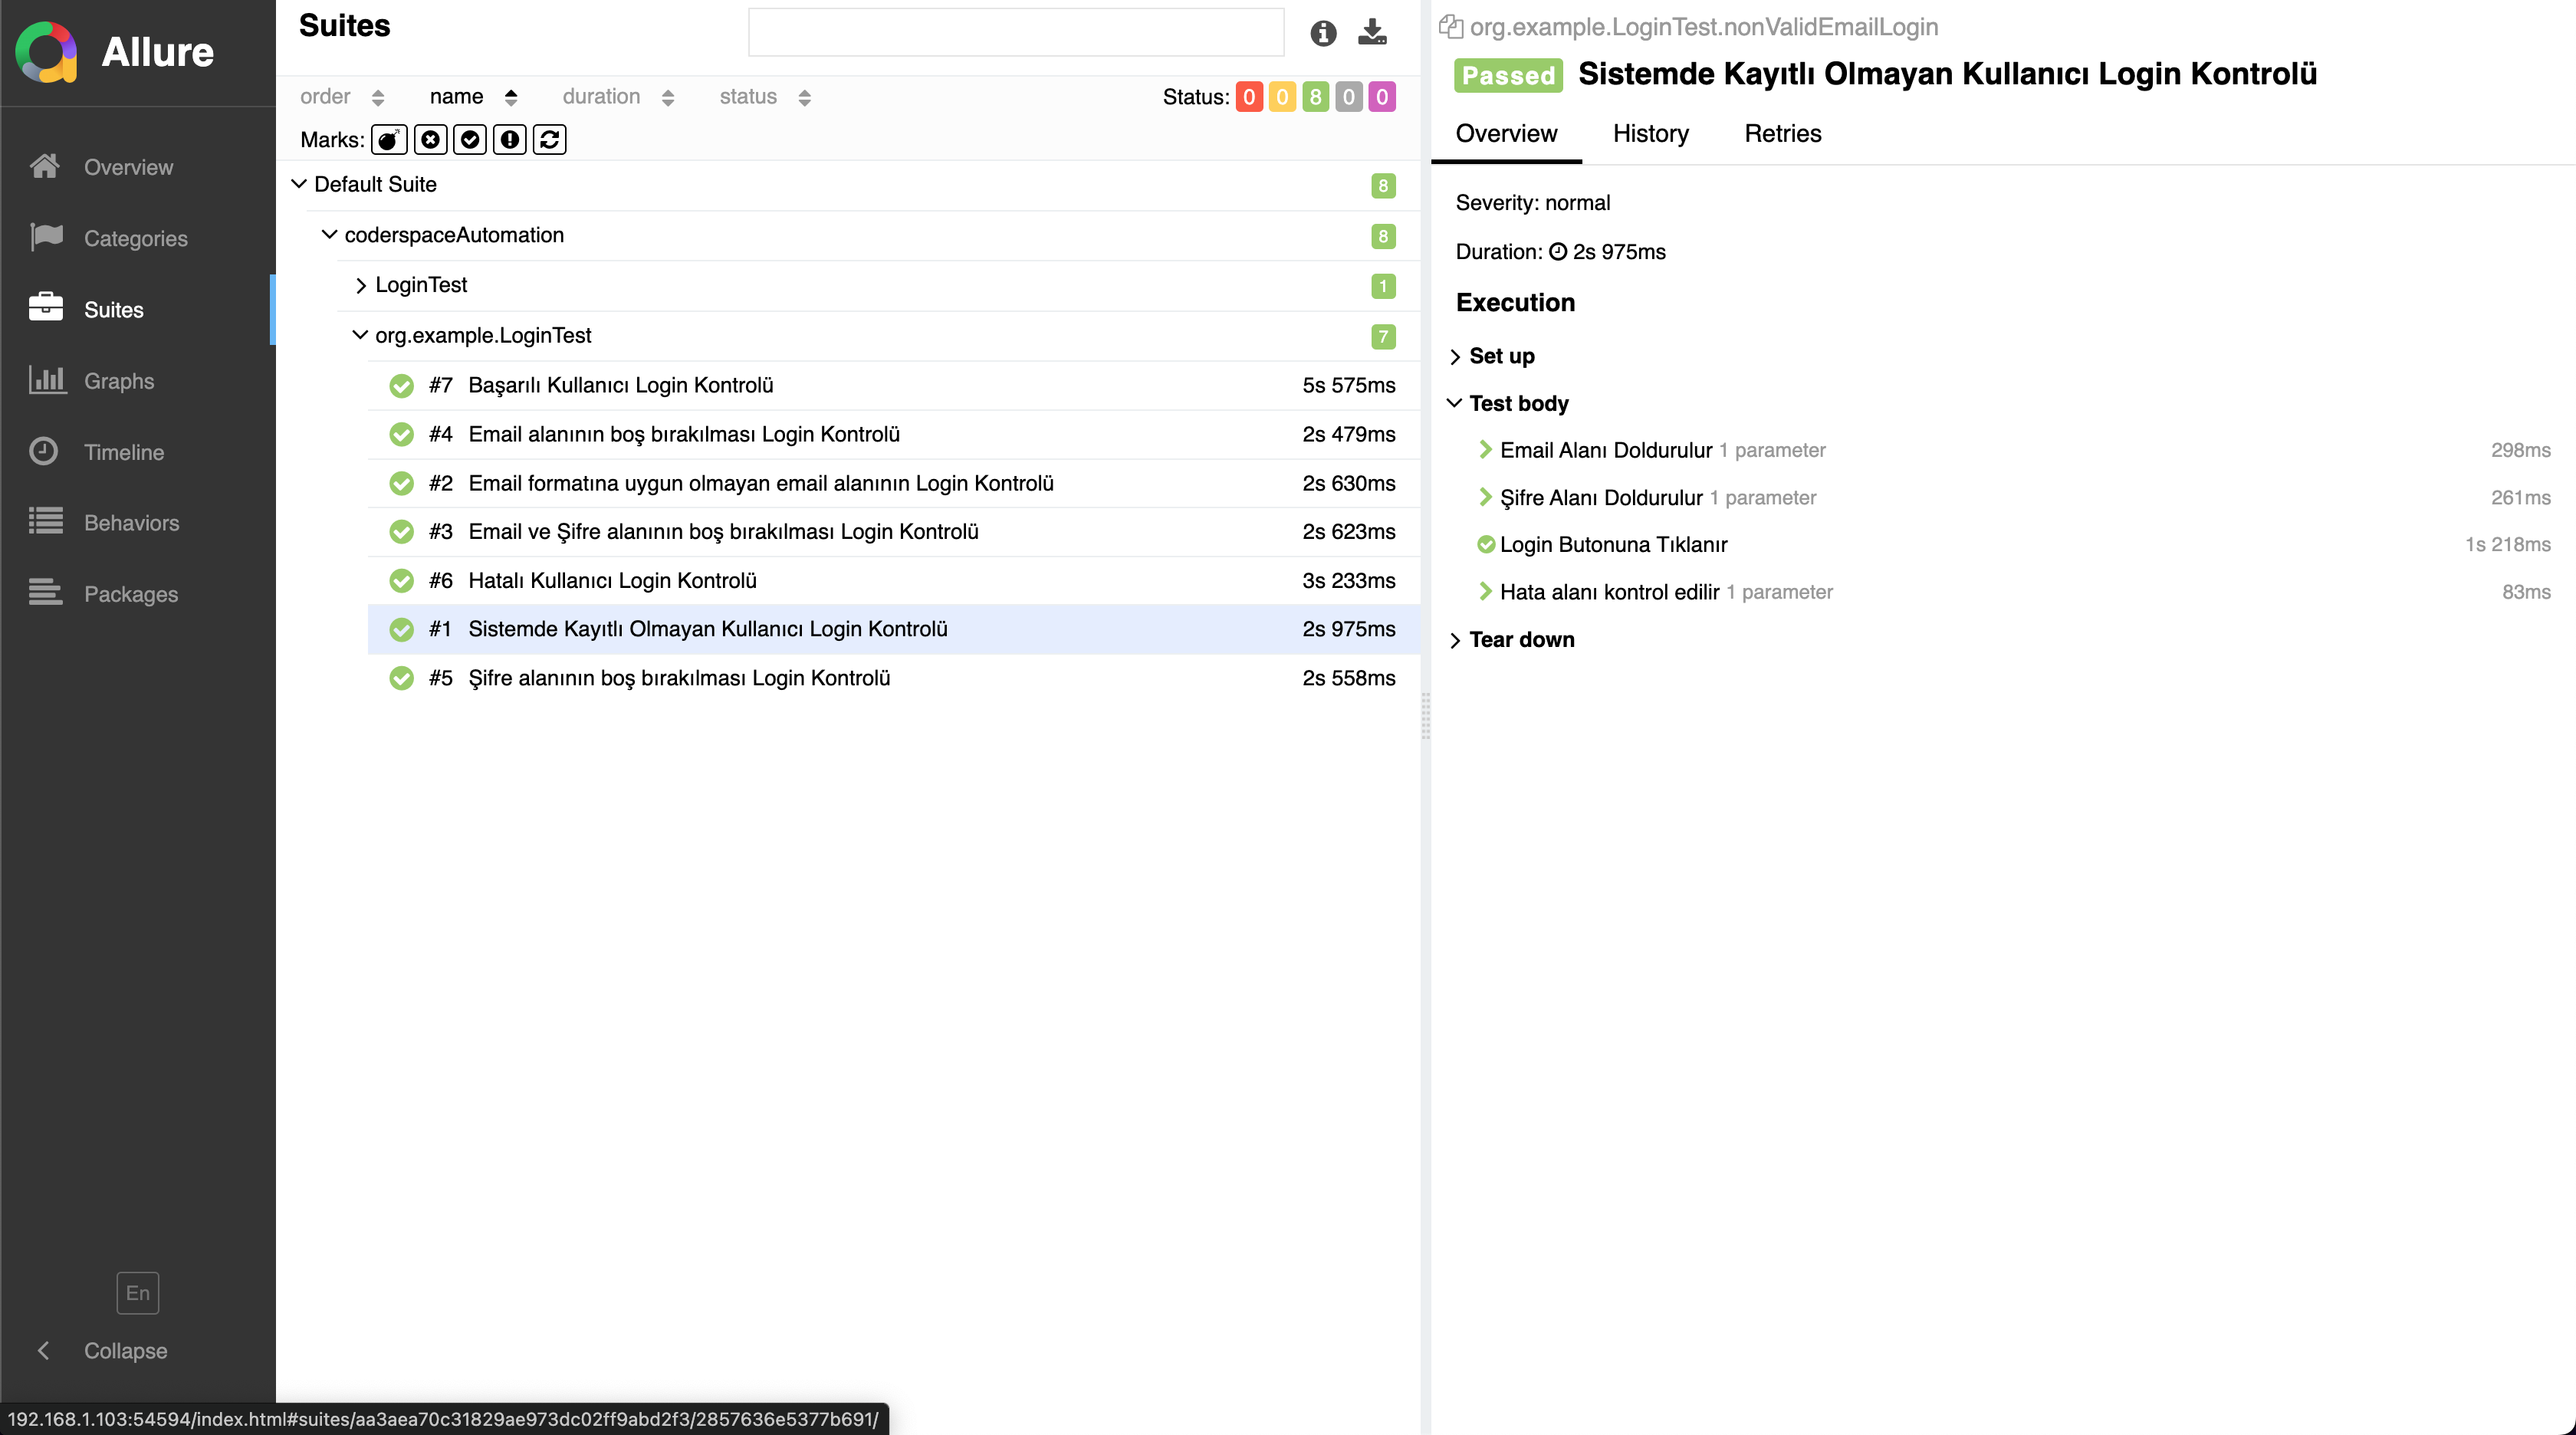 Allure
Overview
Categories
Suites
Graphs
Timeline
Behaviors
Packages
En
Collapse
Suites
order name duration status
Status: 0 0 8 0 0
Marks:
Default Suite 8
coderspaceAutomation 8
LoginTest 1
org.example.LoginTest 7
#7 Başarılı Kullanıcı Login Kontrolü 5s 575ms
#4 Email alanının boş bırakılması Login Kontrolü 2s 479ms
#2 Email formatına uygun olmayan email alanının Login Kontrolü 2s 630ms
#3 Email ve Şifre alanının boş bırakılması Login Kontrolü 2s 623ms
#6 Hatalı Kullanıcı Login Kontrolü 3s 233ms
#1 Sistemde Kayıtlı Olmayan Kullanıcı Login Kontrolü 2s 975ms
#5 Şifre alanının boş bırakılması Login Kontrolü 2s 558ms
org.example.LoginTest.nonValidEmailLogin
Passed Sistemde Kayıtlı Olmayan Kullanıcı Login Kontrolü
Overview History Retries
Severity: normal
Duration: 2s 975ms
Execution
Set up
Test body
Email Alanı Doldurulur 1 parameter 298ms
Şifre Alanı Doldurulur 1 parameter 261ms
Login Butonuna Tıklanır 1s 218ms
Hata alanı kontrol edilir 1 parameter 83ms
Tear down
192.168.1.103:54594/index.html#suites/aa3aea70c31829ae973dc02ff9abd2f3/2857636e5377b691/